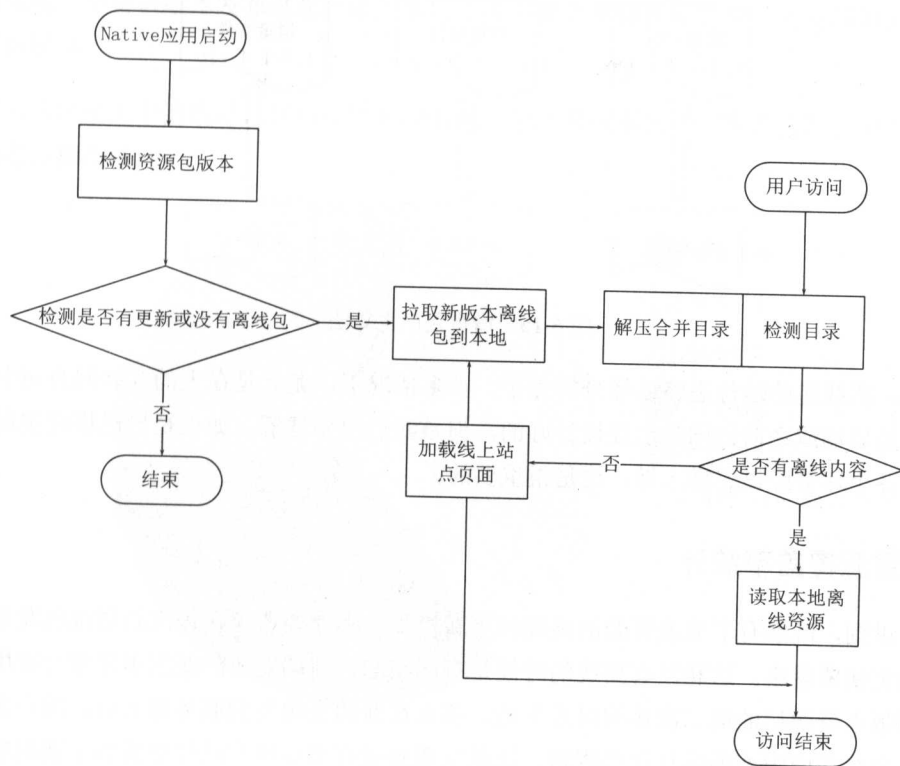 Native应用启动
检测资源包版本
检测是否有更新或没有离线包
是
拉取新版本离线
包到本地
否
结束
用户访问
解压合并目录
检测目录
是否有离线内容
否
加载线上站
点页面
是
读取本地离
线资源
访问结束